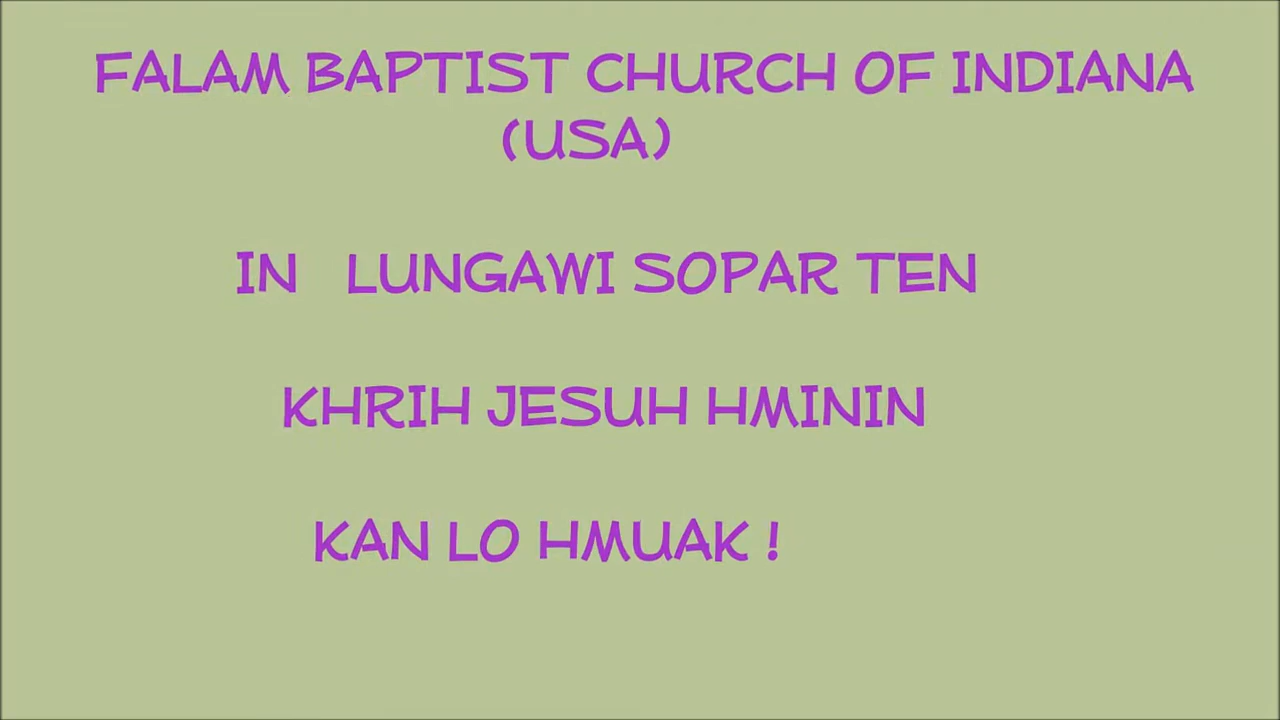 FALAM BAPTIST CHURCH OF INDIANA
(USA)
IN LUNGAWI SOPAR TEN
KHRIH JESUH HMININ
KAN LO HMUAK !